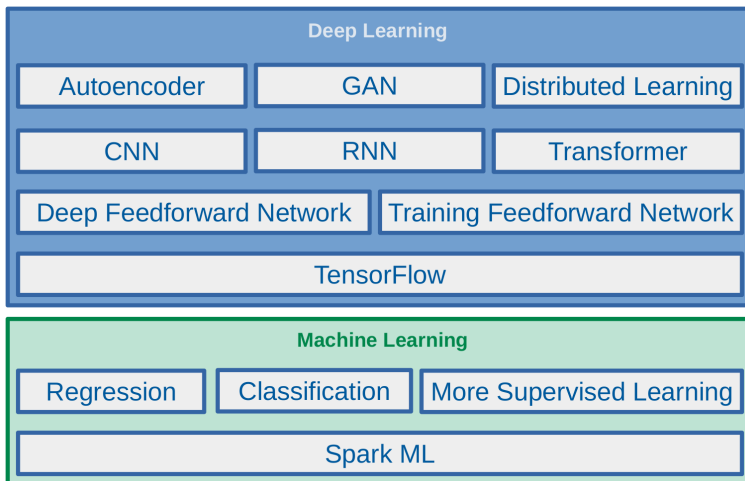 Deep Learning
Autoencoder GAN Distributed Learning
CNN RNN Transformer
Deep Feedforward Network Training Feedforward Network
TensorFlow
Machine Learning
Regression Classification More Supervised Learning
Spark ML